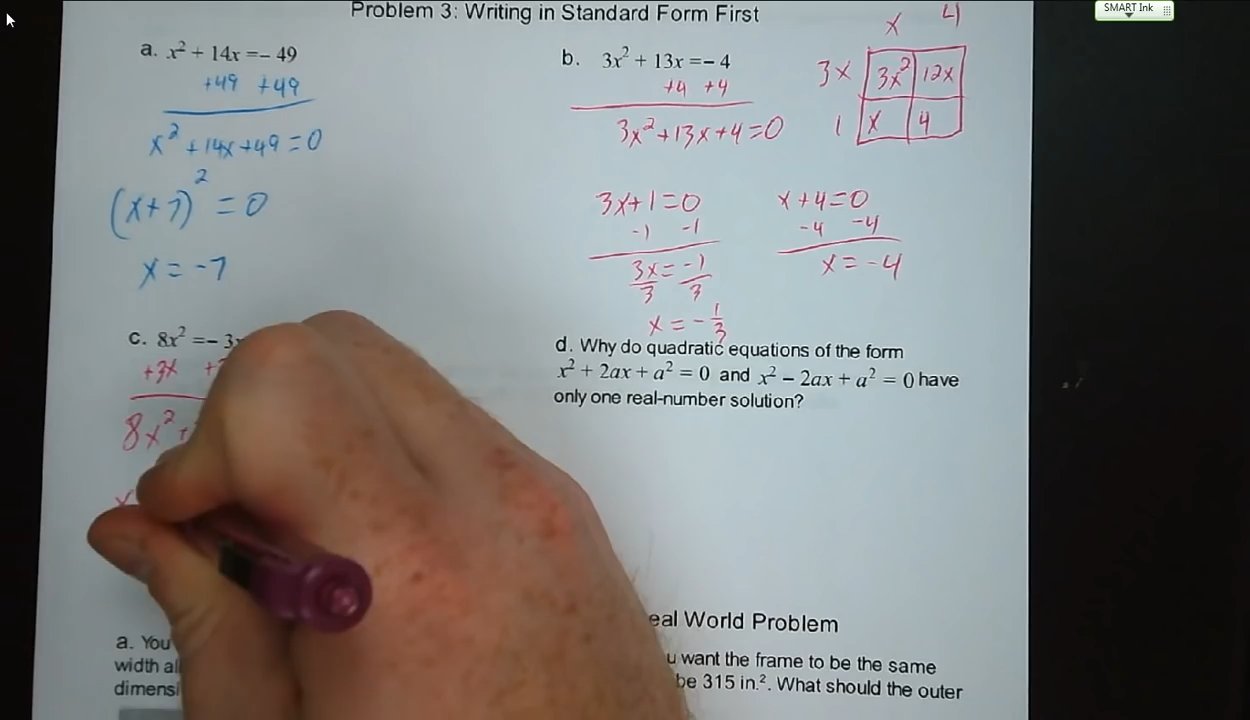 SMART Ink
Problem 3: Writing in Standard Form First
a. x² + 14x = – 49
+49 +49
x² + 14x + 49 = 0
(x+7)² = 0
x = -7
b. 3x² + 13x = – 4
+4 +4
3x² + 13x + 4 = 0
x 4
3x 3x² 12x
1 x 4
3x+1=0 x+4=0
-1 -1 -4 -4
3x = -1 x = -4
3 3
x = -1/3
c. 8x² = – 3
+3x +
8x² +
x
d. Why do quadratic equations of the form
x² + 2ax + a² = 0 and x² – 2ax + a² = 0 have
only one real-number solution?
eal World Problem
a. You
width al
dimensi
u want the frame to be the same
be 315 in.². What should the outer